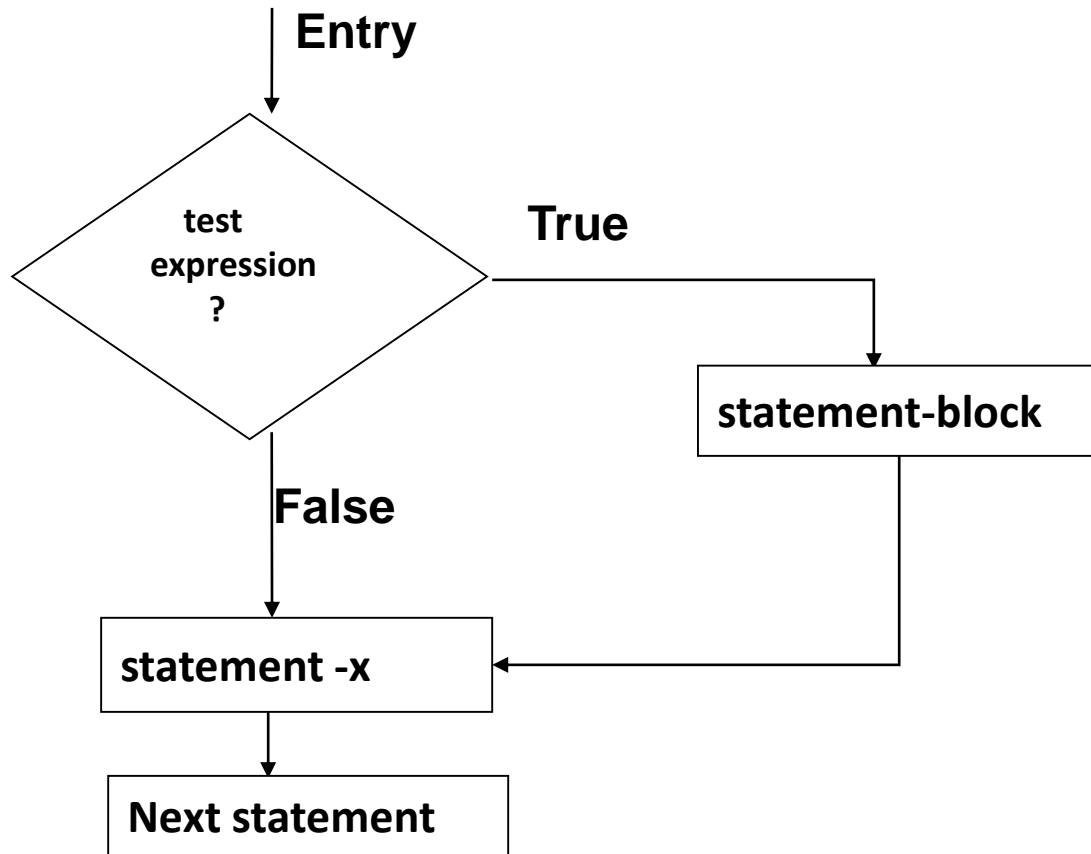 Entry
test
expression
?
True
statement-block
False
statement -x
Next statement